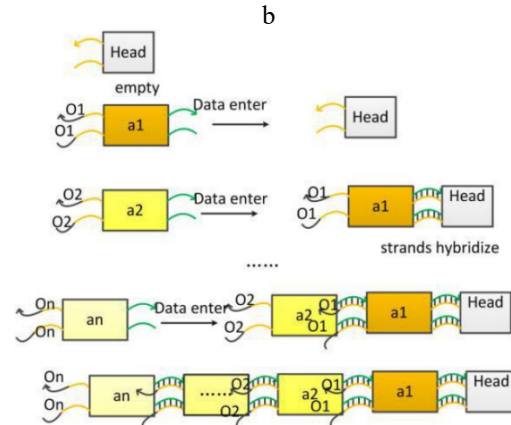 b
Head
empty
O1
O1
a1
Data enter
Head
O2
O2
a2
Data enter
O1
O1
a1
Head
strands hybridize
......
On
On
an
Data enter
O2
O2
a2
O1
O1
a1
Head
On
On
an
......
O2
O2
a2
O1
O1
a1
Head